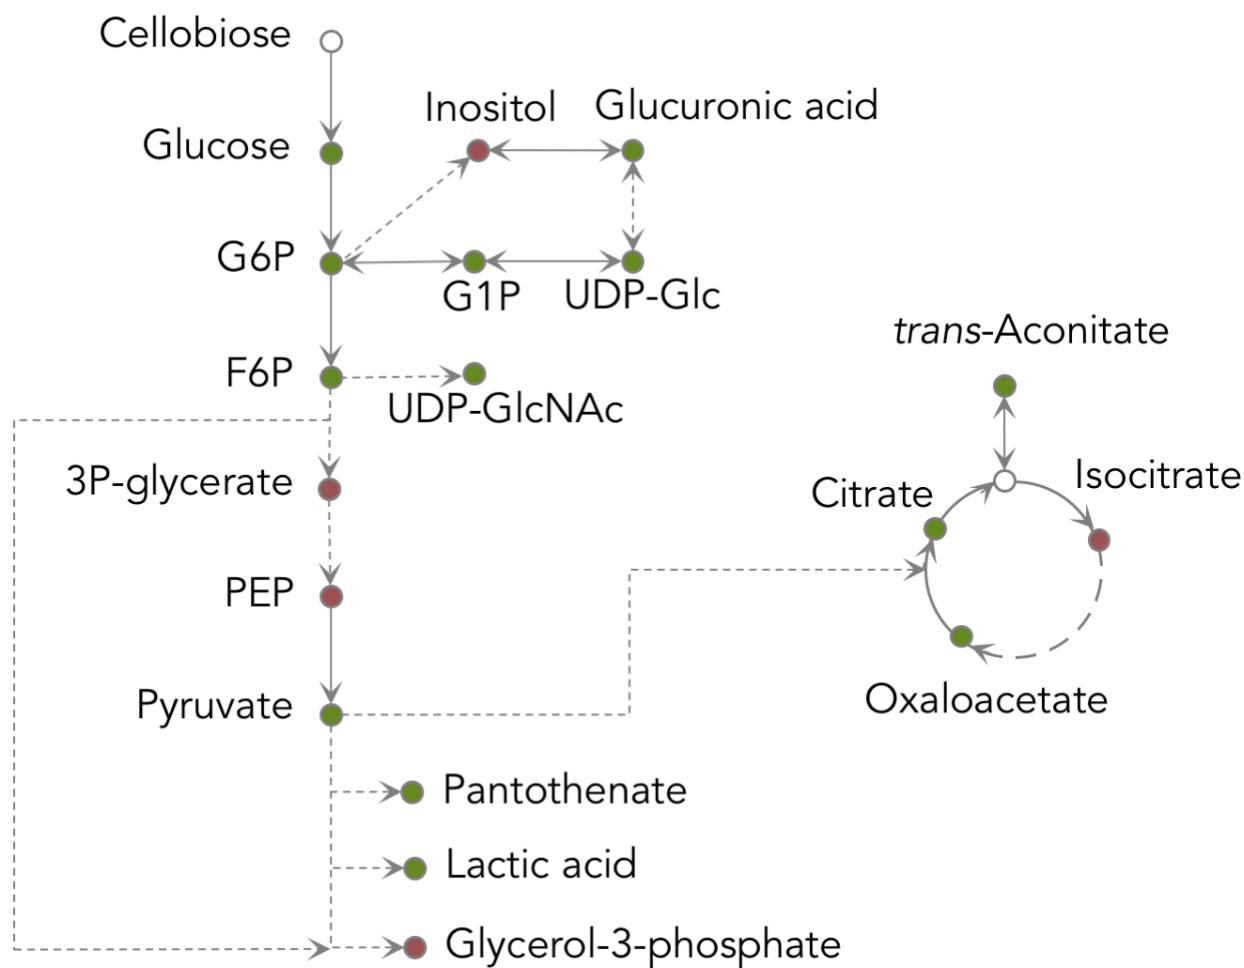 Cellobiose
Inositol
Glucuronic acid
Glucose
G6P
G1P
UDP-Glc
trans-Aconitate
F6P
UDP-GlcNAc
3P-glycerate
Citrate
Isocitrate
PEP
Pyruvate
Oxaloacetate
Pantothenate
Lactic acid
Glycerol-3-phosphate